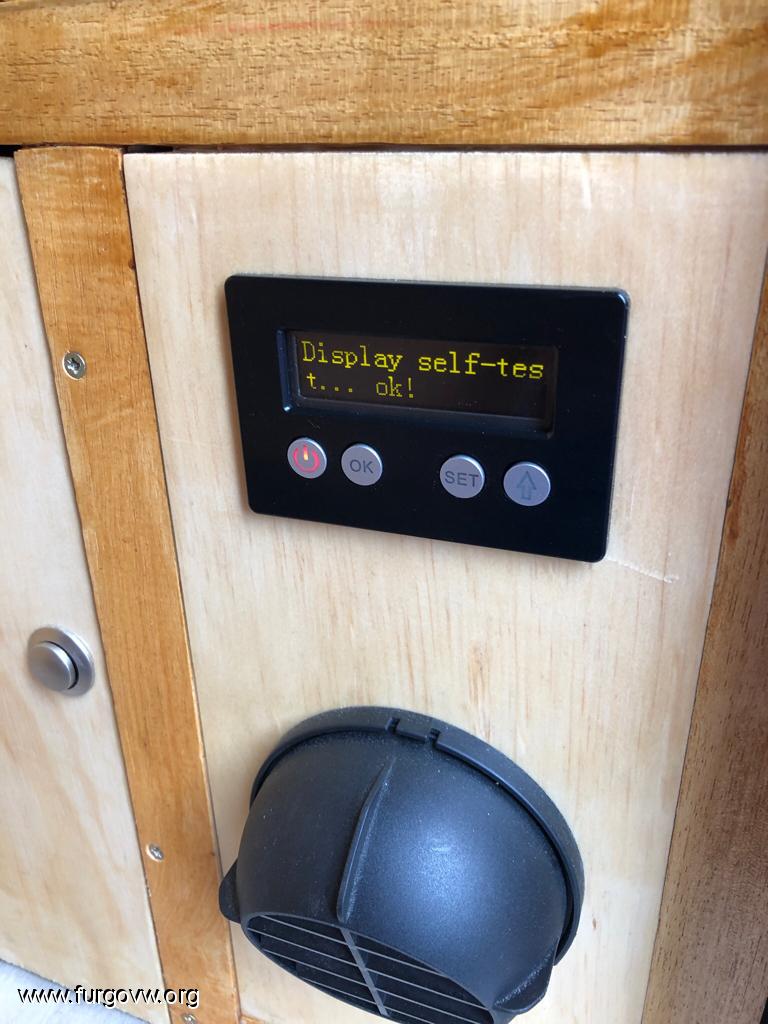 Display self-tes
t... ok!
OK
SET
www.furgovw.org